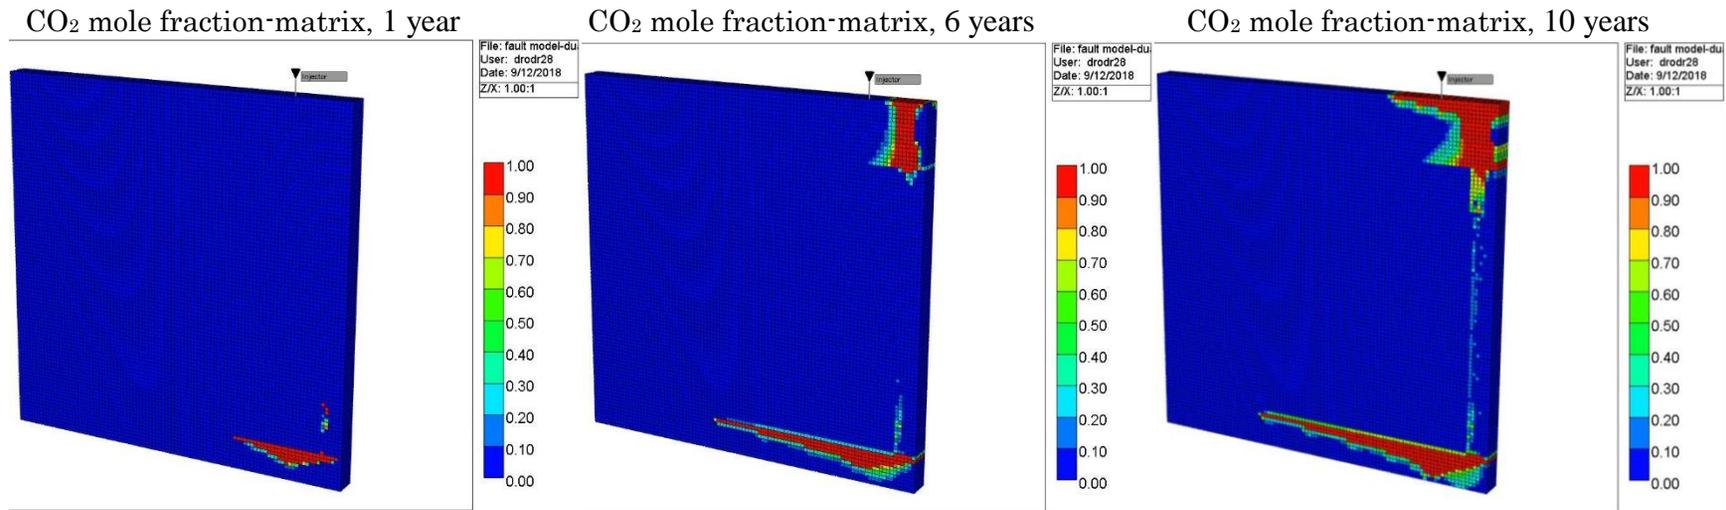 CO₂ mole fraction-matrix, 1 year
File: fault model-du
User: drodr28
Date: 9/12/2018
Z/X: 1.00:1
Injector
1.00
0.90
0.80
0.70
0.60
0.50
0.40
0.30
0.20
0.10
0.00
CO₂ mole fraction-matrix, 6 years
File: fault model-du
User: drodr28
Date: 9/12/2018
Z/X: 1.00:1
Injector
1.00
0.90
0.80
0.70
0.60
0.50
0.40
0.30
0.20
0.10
0.00
CO₂ mole fraction-matrix, 10 years
File: fault model-du
User: drodr28
Date: 9/12/2018
Z/X: 1.00:1
Injector
1.00
0.90
0.80
0.70
0.60
0.50
0.40
0.30
0.20
0.10
0.00